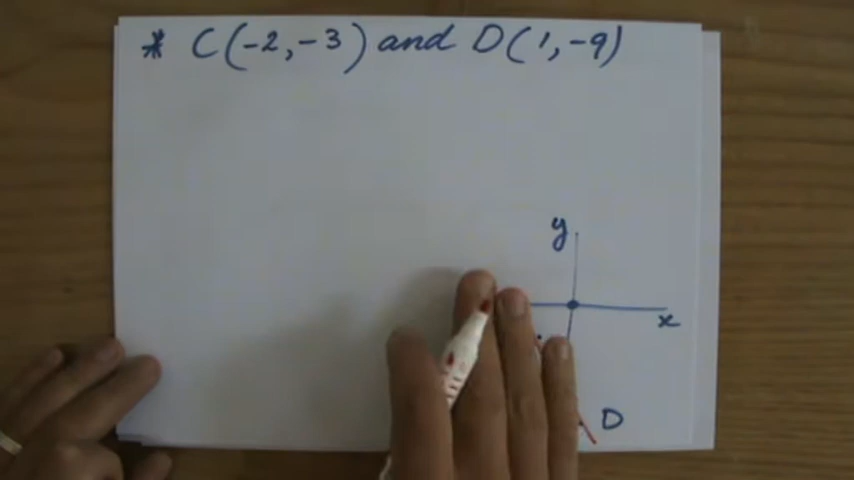 * C(-2,-3) and D(1,-9)
y
x
D